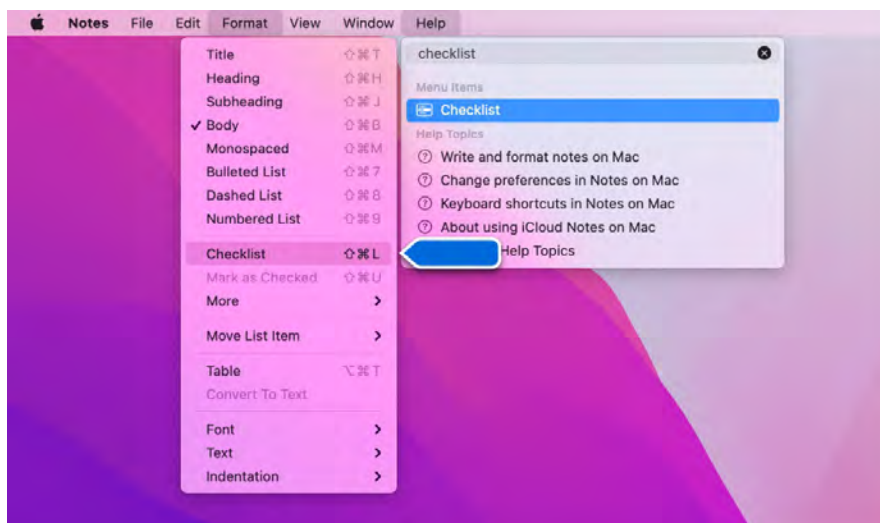 Notes File Edit Format View Window Help
Title ⇧⌘T
Heading ⇧⌘H
Subheading ⇧⌘J
✓ Body ⇧⌘B
Monospaced ⇧⌘M
Bulleted List ⇧⌘7
Dashed List ⇧⌘8
Numbered List ⇧⌘9
Checklist ⇧⌘L
Mark as Checked ⇧⌘U
More
Move List Item
Table ⌥⌘T
Convert To Text
Font
Text
Indentation
checklist
Menu Items
Checklist
Help Topics
Write and format notes on Mac
Change preferences in Notes on Mac
Keyboard shortcuts in Notes on Mac
About using iCloud Notes on Mac
Help Topics